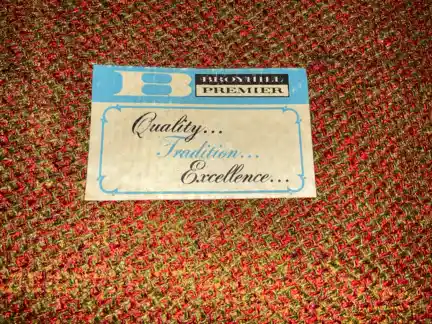 B
BROYHILL
PREMIER
Quality...
Tradition...
Excellence...